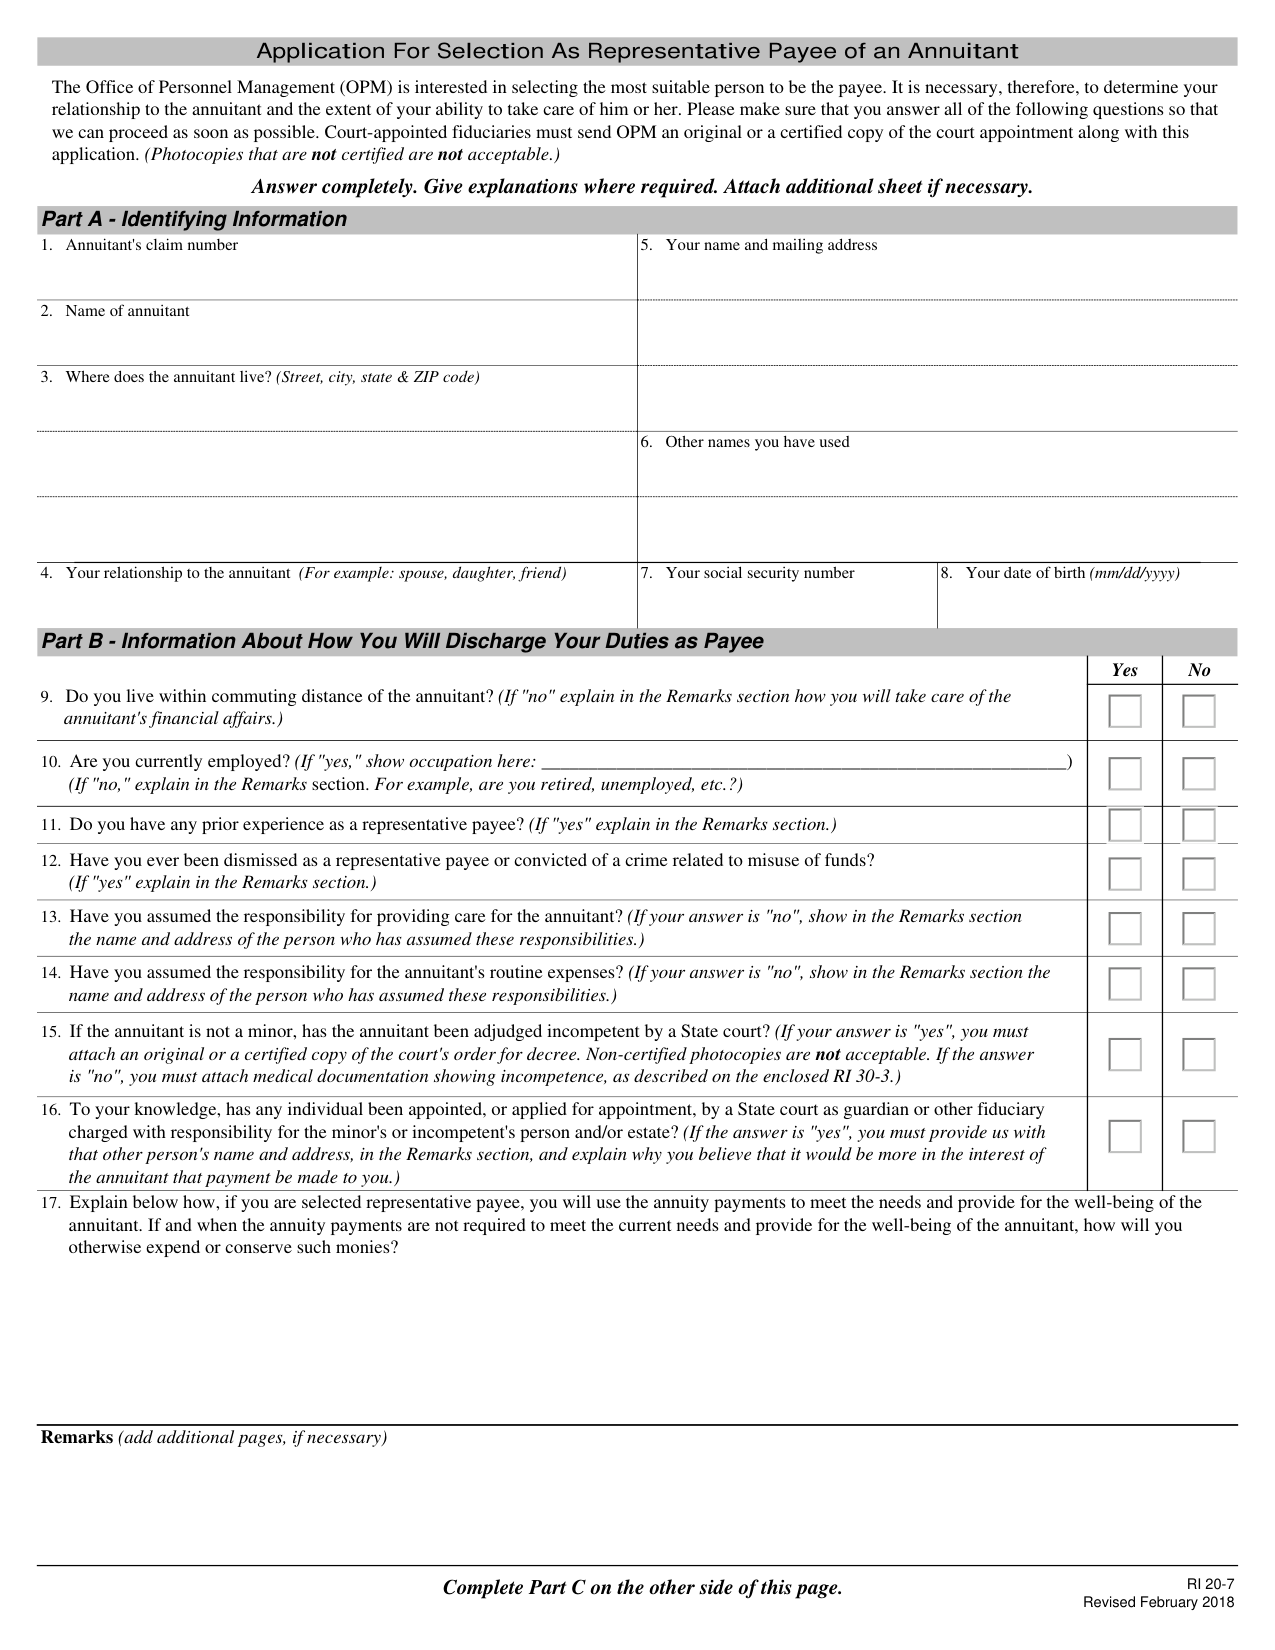 Application For Selection As Representative Payee of an Annuitant
The Office of Personnel Management (OPM) is interested in selecting the most suitable person to be the payee. It is necessary, therefore, to determine your
relationship to the annuitant and the extent of your ability to take care of him or her. Please make sure that you answer all of the following questions so that
we can proceed as soon as possible. Court-appointed fiduciaries must send OPM an original or a certified copy of the court appointment along with this
application. (Photocopies that are not certified are not acceptable.)
Answer completely. Give explanations where required. Attach additional sheet if necessary.
Part A - Identifying Information
1. Annuitant's claim number
5. Your name and mailing address
2. Name of annuitant
3. Where does the annuitant live? (Street, city, state & ZIP code)
6. Other names you have used
4. Your relationship to the annuitant (For example: spouse, daughter, friend)
7. Your social security number
8. Your date of birth (mm/dd/yyyy)
Part B - Information About How You Will Discharge Your Duties as Payee
Yes No
9. Do you live within commuting distance of the annuitant? (If "no" explain in the Remarks section how you will take care of the
annuitant's financial affairs.)
10. Are you currently employed? (If "yes," show occupation here: ____________________)
(If "no," explain in the Remarks section. For example, are you retired, unemployed, etc.?)
11. Do you have any prior experience as a representative payee? (If "yes" explain in the Remarks section.)
12. Have you ever been dismissed as a representative payee or convicted of a crime related to misuse of funds?
(If "yes" explain in the Remarks section.)
13. Have you assumed the responsibility for providing care for the annuitant? (If your answer is "no", show in the Remarks section
the name and address of the person who has assumed these responsibilities.)
14. Have you assumed the responsibility for the annuitant's routine expenses? (If your answer is "no", show in the Remarks section the
name and address of the person who has assumed these responsibilities.)
15. If the annuitant is not a minor, has the annuitant been adjudged incompetent by a State court? (If your answer is "yes", you must
attach an original or a certified copy of the court's order for decree. Non-certified photocopies are not acceptable. If the answer
is "no", you must attach medical documentation showing incompetence, as described on the enclosed RI 30-3.)
16. To your knowledge, has any individual been appointed, or applied for appointment, by a State court as guardian or other fiduciary
charged with responsibility for the minor's or incompetent's person and/or estate? (If the answer is "yes", you must provide us with
that other person's name and address, in the Remarks section, and explain why you believe that it would be more in the interest of
the annuitant that payment be made to you.)
17. Explain below how, if you are selected representative payee, you will use the annuity payments to meet the needs and provide for the well-being of the
annuitant. If and when the annuity payments are not required to meet the current needs and provide for the well-being of the annuitant, how will you
otherwise expend or conserve such monies?
Remarks (add additional pages, if necessary)
Complete Part C on the other side of this page.
RI 20-7
Revised February 2018